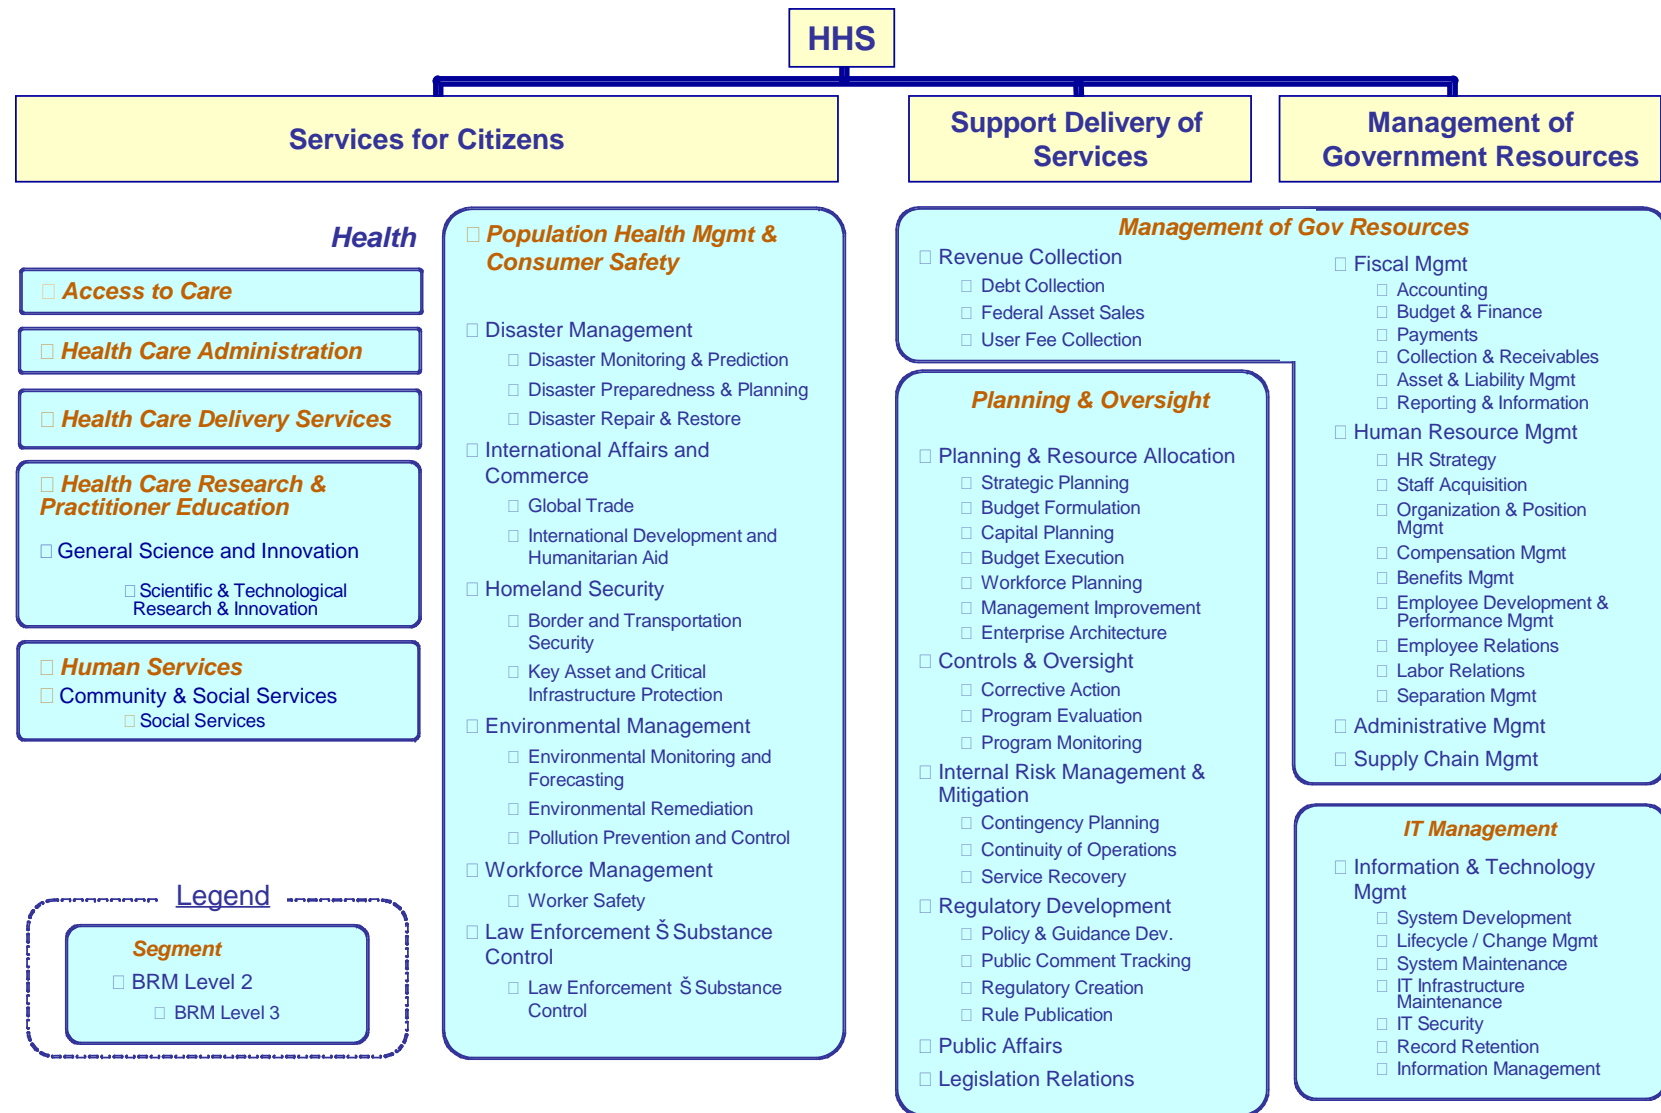 HHS
Services for Citizens
Support Delivery of
Services
Management of
Government Resources
Health
Access to Care
Health Care Administration
Health Care Delivery Services
Health Care Research &
Practitioner Education
General Science and Innovation
Scientific & Technological
Research & Innovation
Human Services
Community & Social Services
Social Services
Legend
Segment
BRM Level 2
BRM Level 3
Population Health Mgmt &
Consumer Safety
Disaster Management
Disaster Monitoring & Prediction
Disaster Preparedness & Planning
Disaster Repair & Restore
International Affairs and
Commerce
Global Trade
International Development and
Humanitarian Aid
Homeland Security
Border and Transportation
Security
Key Asset and Critical
Infrastructure Protection
Environmental Management
Environmental Monitoring and
Forecasting
Environmental Remediation
Pollution Prevention and Control
Workforce Management
Worker Safety
Law Enforcement Š Substance
Control
Law Enforcement Š Substance
Control
Management of Gov Resources
Revenue Collection
Debt Collection
Federal Asset Sales
User Fee Collection
Planning & Oversight
Planning & Resource Allocation
Strategic Planning
Budget Formulation
Capital Planning
Budget Execution
Workforce Planning
Management Improvement
Enterprise Architecture
Controls & Oversight
Corrective Action
Program Evaluation
Program Monitoring
Internal Risk Management &
Mitigation
Contingency Planning
Continuity of Operations
Service Recovery
Regulatory Development
Policy & Guidance Dev.
Public Comment Tracking
Regulatory Creation
Rule Publication
Public Affairs
Legislation Relations
Fiscal Mgmt
Accounting
Budget & Finance
Payments
Collection & Receivables
Asset & Liability Mgmt
Reporting & Information
Human Resource Mgmt
HR Strategy
Staff Acquisition
Organization & Position
Mgmt
Compensation Mgmt
Benefits Mgmt
Employee Development &
Performance Mgmt
Employee Relations
Labor Relations
Separation Mgmt
Administrative Mgmt
Supply Chain Mgmt
IT Management
Information & Technology
Mgmt
System Development
Lifecycle / Change Mgmt
System Maintenance
IT Infrastructure
Maintenance
IT Security
Record Retention
Information Management